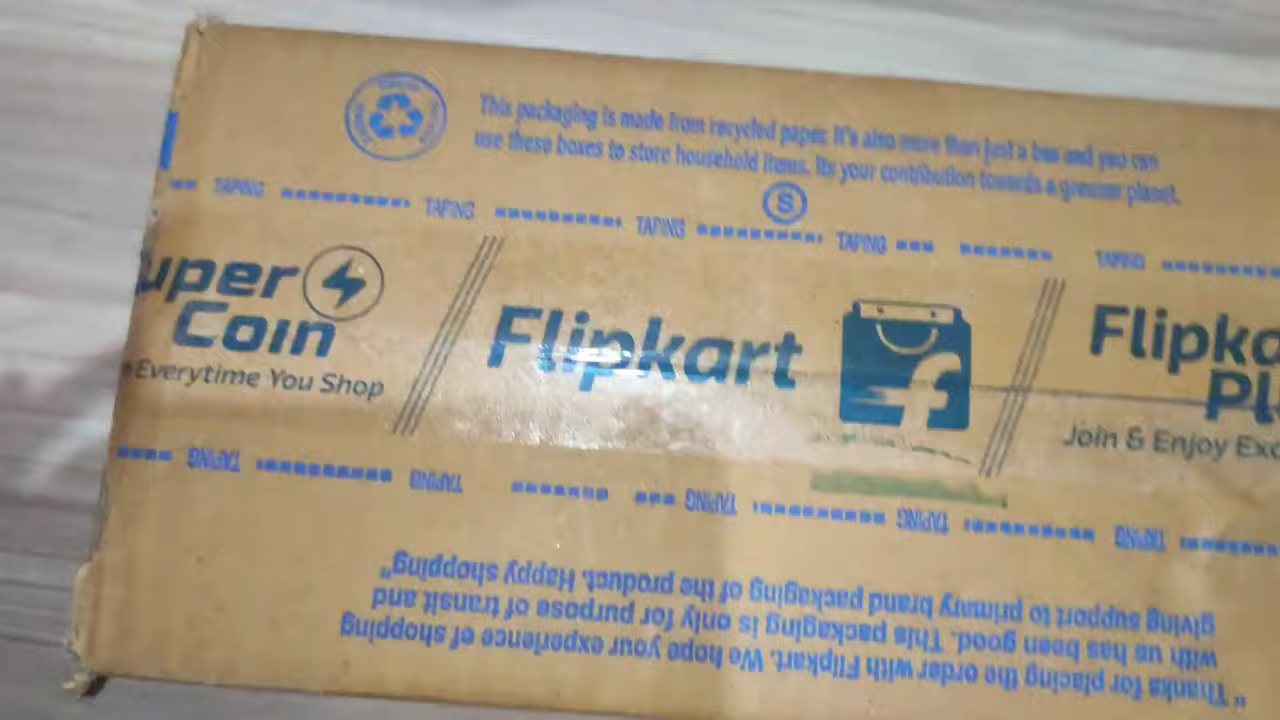 This packaging is made from recycled paper. It's also more than just a box and you can
use these boxes to store household items. Its your contribution towards a greener planet.
S
TAPING TAPING TAPING TAPING TAPING
uper
Coin
Everytime You Shop
Flipkart
f
Flipka
Pl
Join & Enjoy Exc
TAPING TAPING TAPING TAPING TAPING
"Thanks for placing the order with Flipkart. We hope your experience of shopping
with us has been good. This packaging is only for purpose of transit and
giving support to primary brand packaging of the product. Happy shopping"